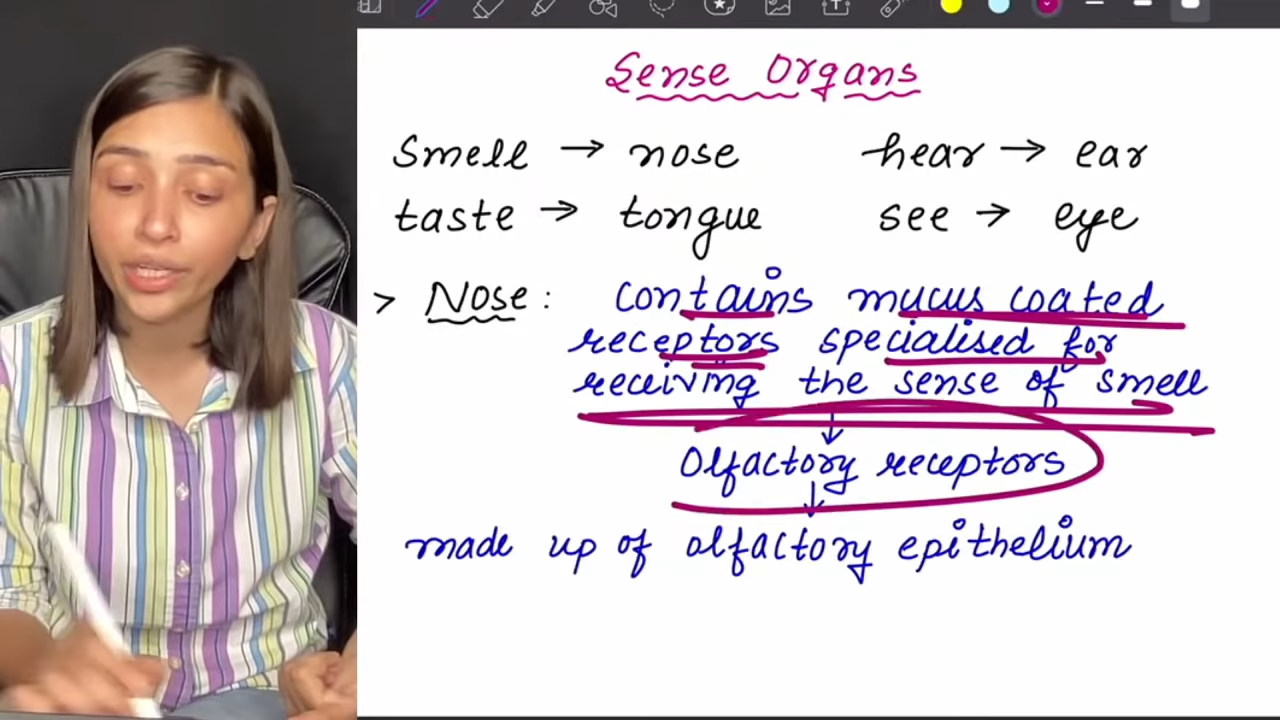 Sense Organs
Smell → nose hear → ear
taste → tongue see → eye
> Nose : Contains mucus coated
receptors specialised for
receiving the sense of smell
↓
Olfactory receptors
↓
made up of olfactory epithelium